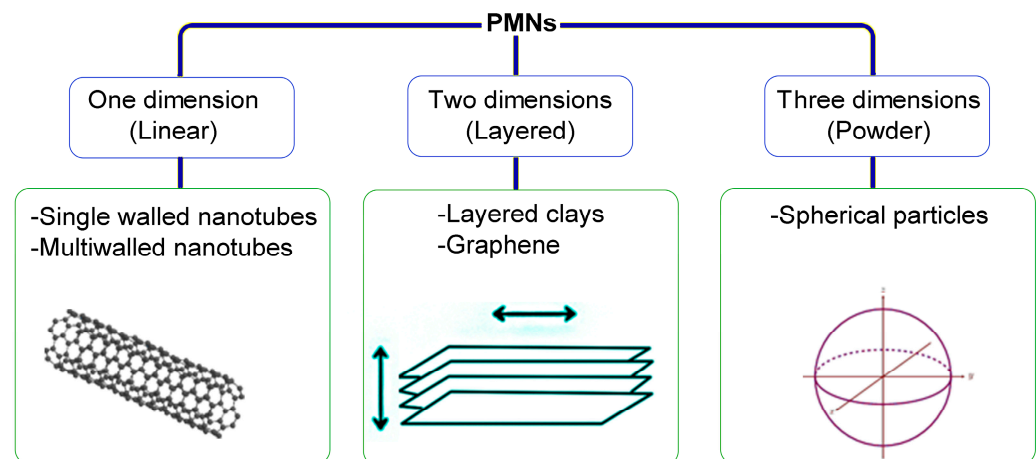 PMNs
One dimension
(Linear)
Two dimensions
(Layered)
Three dimensions
(Powder)
-Single walled nanotubes
-Multiwalled nanotubes
-Layered clays
-Graphene
-Spherical particles
z
y
x